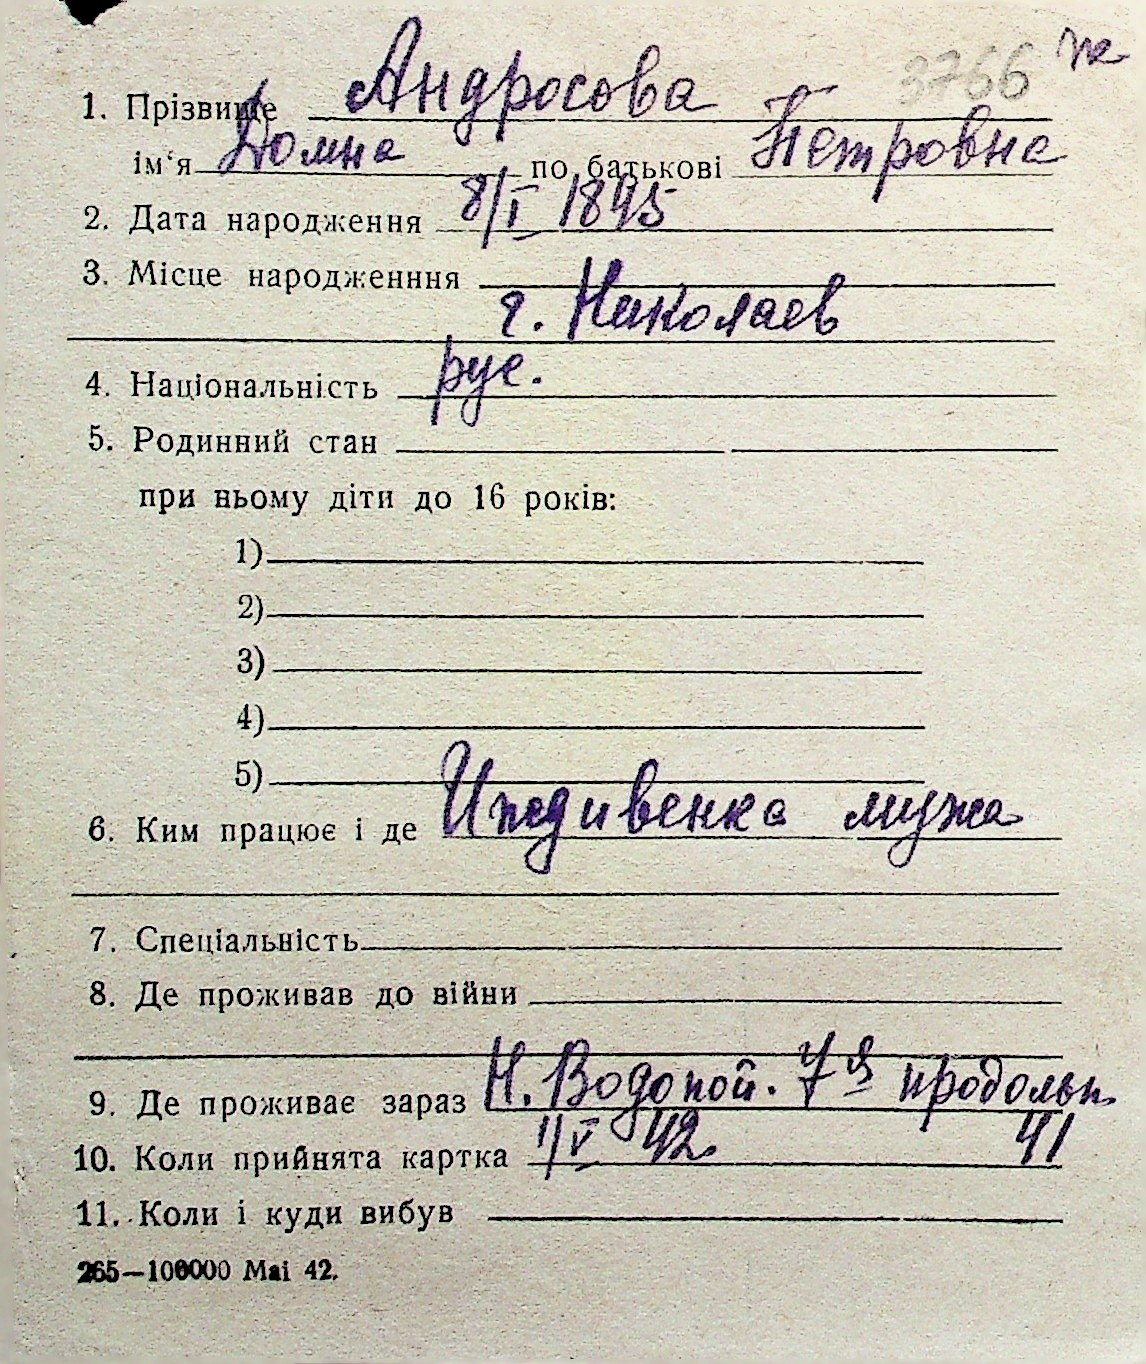 3766
1. Прізвище Андросова
ім‘я Домна по батькові Петровна
2. Дата народження 8/I 1895
3. Місце народженння
г. Николаев
4. Національність рус.
5. Родинний стан
при ньому діти до 16 років:
1)
2)
3)
4)
5)
6. Ким працює і де Иждивенка мужа
7. Спеціальність
8. Де проживав до війни
9. Де проживає зараз Н. Водопой. 7я продольн.
10. Коли прийнята картка 1/V 42 41
11. Коли і куди вибув
265—100000 Mai 42.